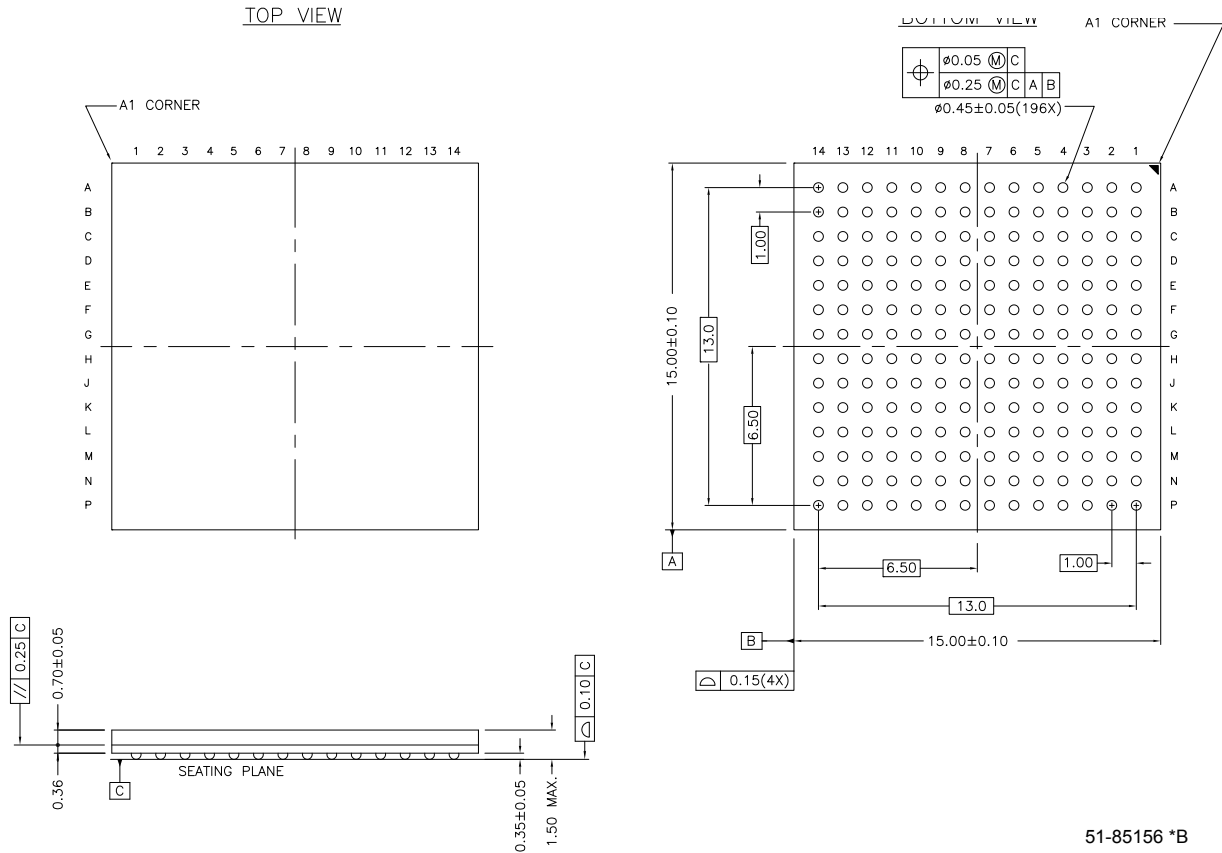 TOP VIEW
A1 CORNER
1 2 3 4 5 6 7 8 9 10 11 12 13 14
A
B
C
D
E
F
G
H
J
K
L
M
N
P
BOTTOM VIEW
A1 CORNER
ø0.05 Ⓜ C
ø0.25 Ⓜ C A B
ø0.45±0.05(196X)
14 13 12 11 10 9 8 7 6 5 4 3 2 1
A
B
C
D
E
F
G
H
J
K
L
M
N
P
1.00
13.0
15.00±0.10
6.50
A
6.50
1.00
13.0
B
15.00±0.10
⌓ 0.15(4X)
// 0.25 C
0.70±0.05
0.36
SEATING PLANE
C
0.35±0.05
1.50 MAX.
⌓ 0.10 C
51-85156 *B